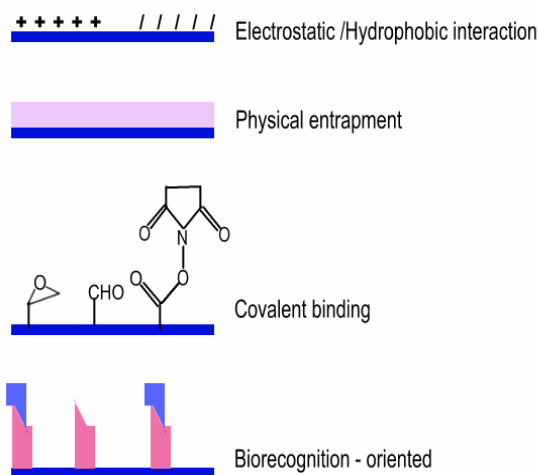 + + + + + / / / / /
Electrostatic /Hydrophobic interaction
Physical entrapment
O N O
O O
O CHO
Covalent binding
Biorecognition - oriented